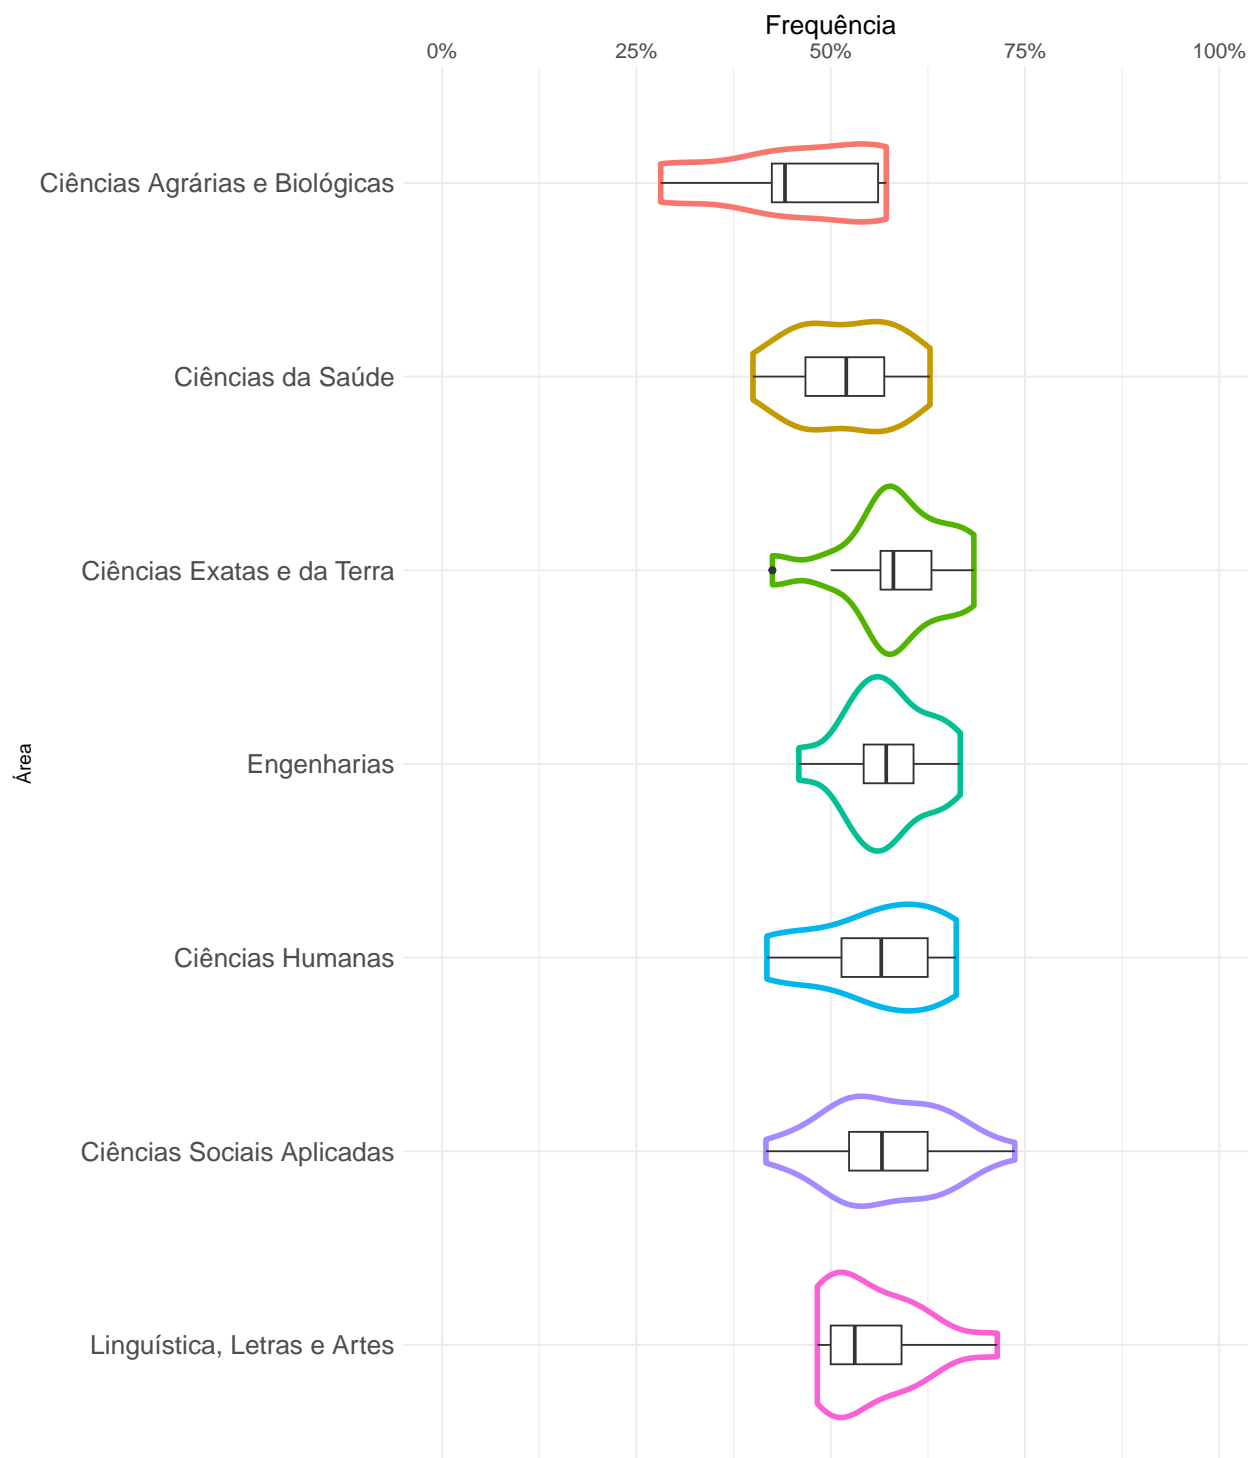 Frequência
0% 25% 50% 75% 100%
Ciências Agrárias e Biológicas
Ciências da Saúde
Ciências Exatas e da Terra
Área
Engenharias
Ciências Humanas
Ciências Sociais Aplicadas
Linguística, Letras e Artes